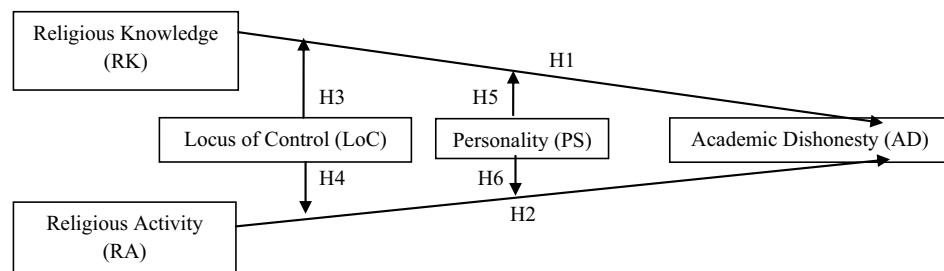 Religious Knowledge
(RK)
H1
H3
H5
Locus of Control (LoC)
Personality (PS)
Academic Dishonesty (AD)
H4
H6
H2
Religious Activity
(RA)